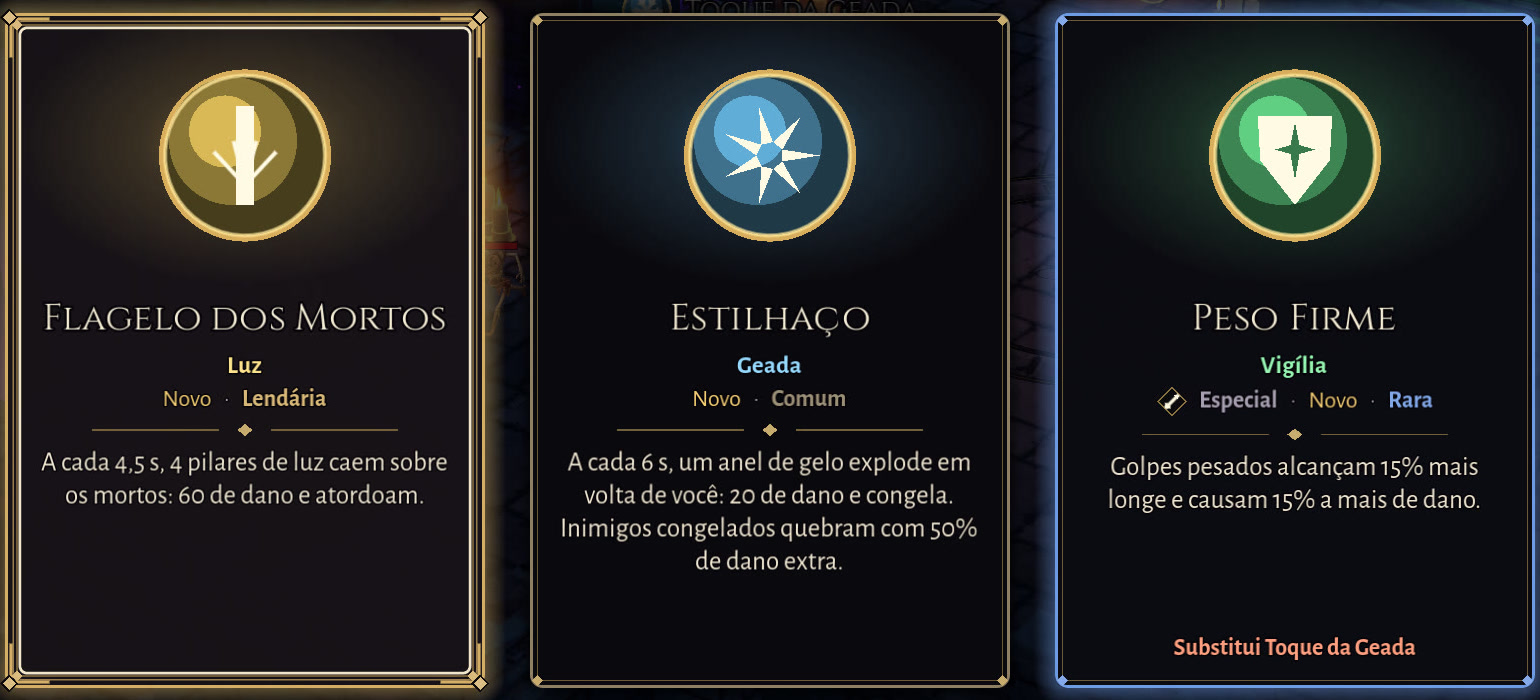 TOQUE DA GEADA
FLAGELO DOS MORTOS
Luz
Novo · Lendária
A cada 4,5 s, 4 pilares de luz caem sobre
os mortos: 60 de dano e atordoam.
ESTILHAÇO
Geada
Novo · Comum
A cada 6 s, um anel de gelo explode em
volta de você: 20 de dano e congela.
Inimigos congelados quebram com 50%
de dano extra.
PESO FIRME
Vigília
Especial · Novo · Rara
Golpes pesados alcançam 15% mais
longe e causam 15% a mais de dano.
Substitui Toque da Geada